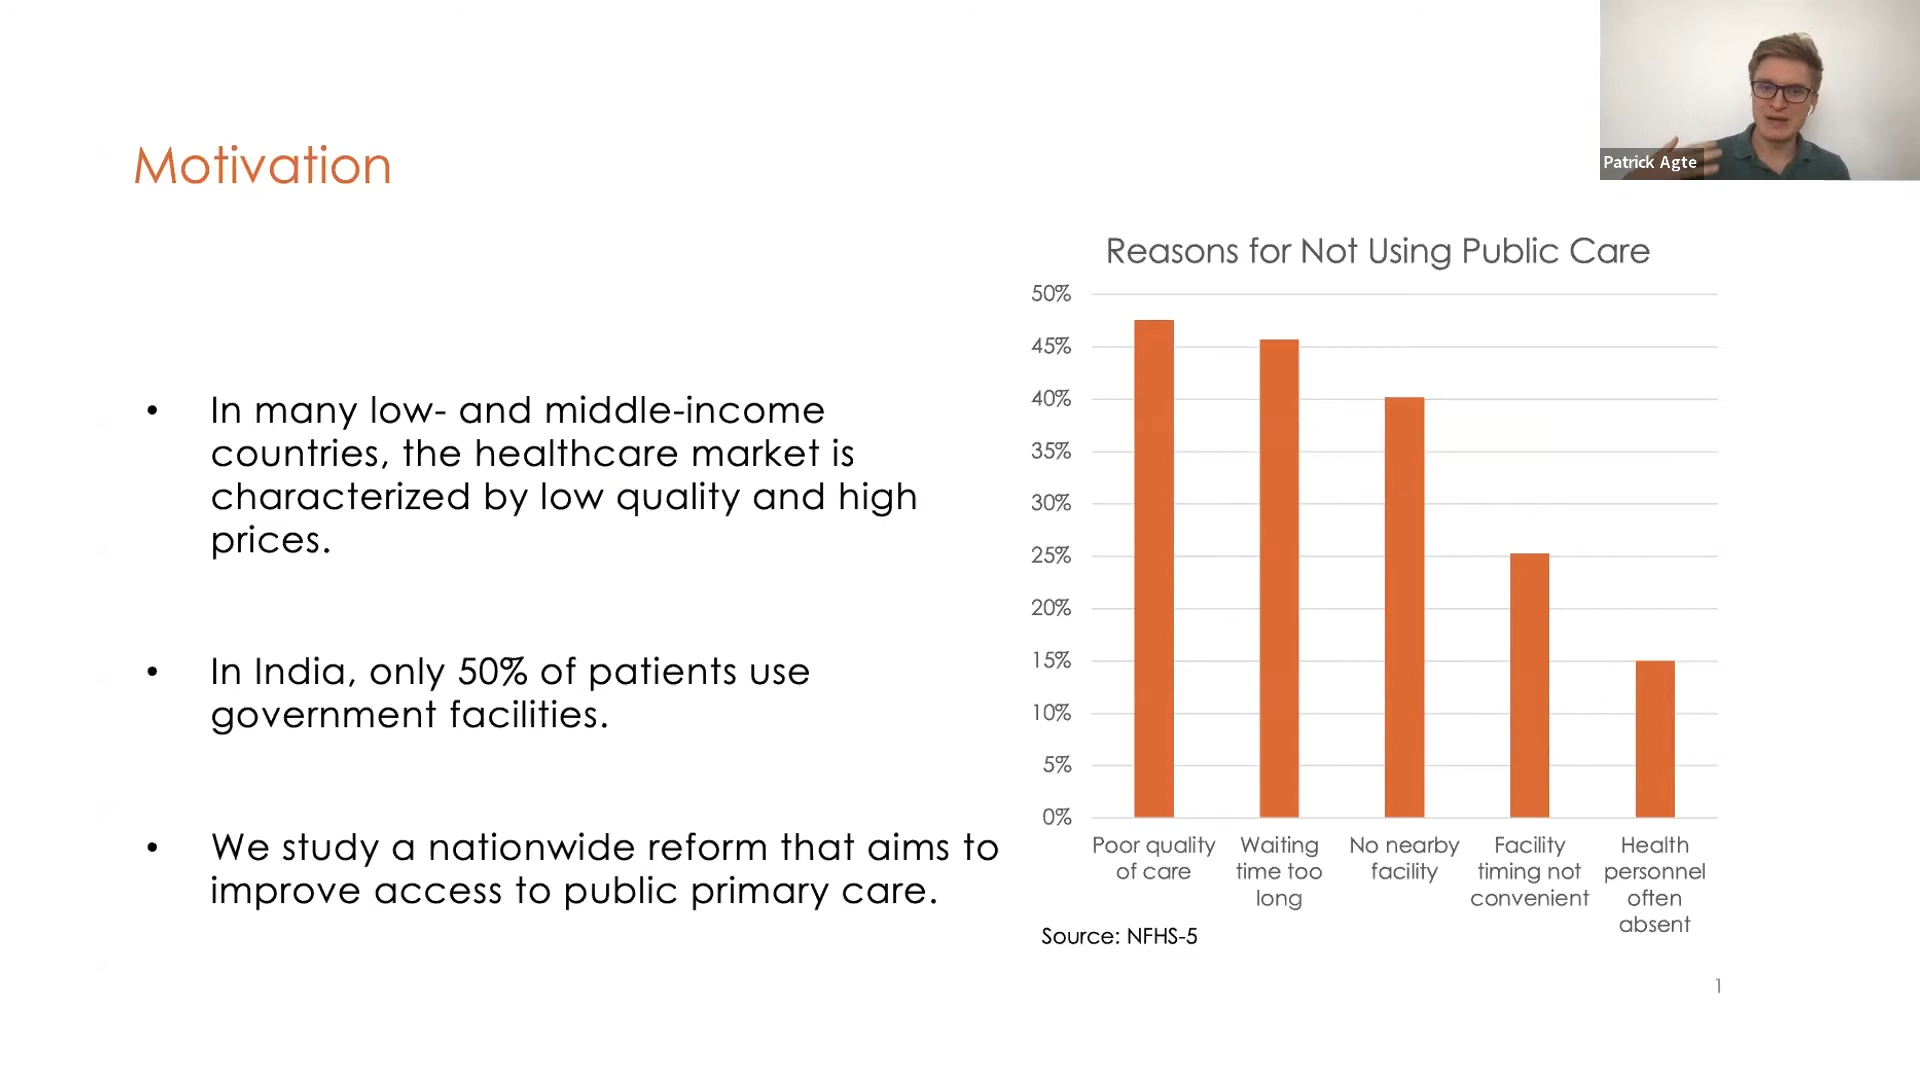 Patrick Agte
Motivation
• In many low- and middle-income
countries, the healthcare market is
characterized by low quality and high
prices.
• In India, only 50% of patients use
government facilities.
• We study a nationwide reform that aims to
improve access to public primary care.
Reasons for Not Using Public Care
50%
45%
40%
35%
30%
25%
20%
15%
10%
5%
0%
Poor quality
of care
Waiting
time too
long
No nearby
facility
Facility
timing not
convenient
Health
personnel
often
absent
Source: NFHS-5
1